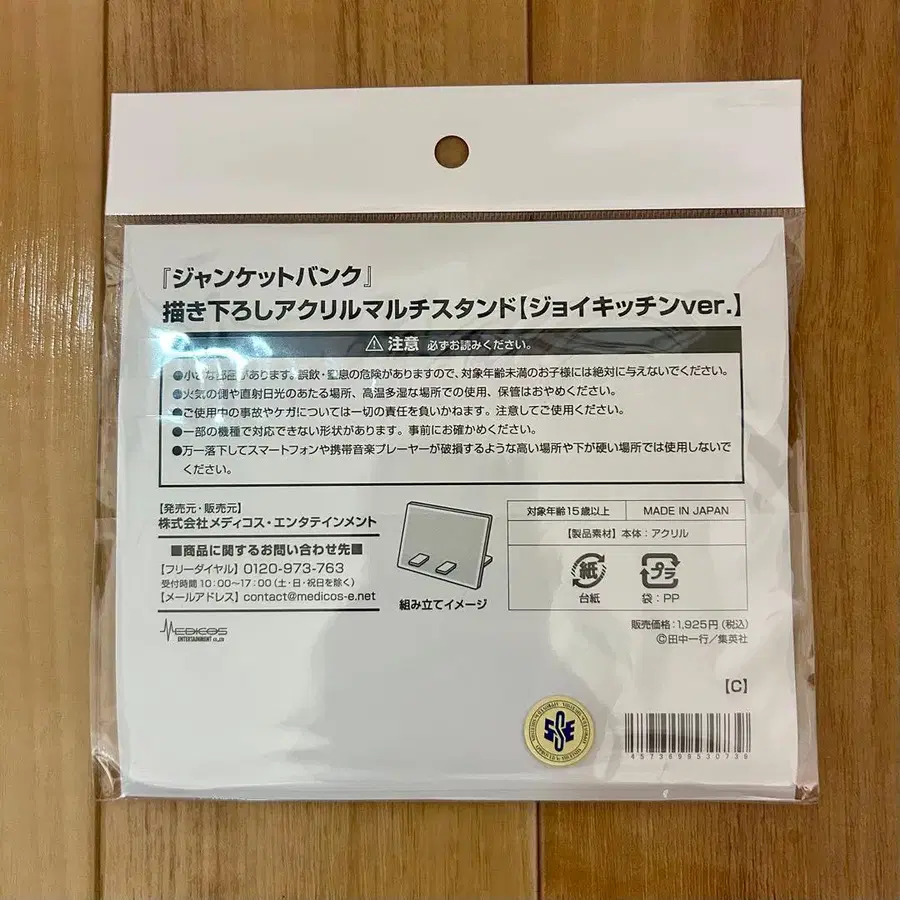 『ジャンケットバンク』
描き下ろしアクリルマルチスタンド【ジョイキッチンver.】
⚠ 注意 必ずお読みください。
●小さな部品があります。誤飲・窒息の危険がありますので、対象年齢未満のお子様には絶対に与えないでください。
●火気の側や直射日光のあたる場所、高温多湿な場所での使用、保管はおやめください。
●ご使用中の事故やケガについては一切の責任を負いかねます。注意してご使用ください。
●一部の機種で対応できない形状があります。事前にお確かめください。
●万一落下してスマートフォンや携帯音楽プレーヤーが破損するような高い場所や下が硬い場所では使用しないで
ください。
【発売元・販売元】
株式会社メディコス・エンタテインメント
■商品に関するお問い合わせ先■
【フリーダイヤル】0120-973-763
受付時間 10:00〜17:00(土・日・祝日を除く)
【メールアドレス】contact@medicos-e.net
MEDICOS
ENTERTAINMENT CO.,LTD
組み立てイメージ
対象年齢15歳以上
MADE IN JAPAN
【製品素材】本体:アクリル
紙
台紙
プラ
袋:PP
販売価格:1,925円(税込)
©田中一行/集英社
【C】
SSE
4573699530739